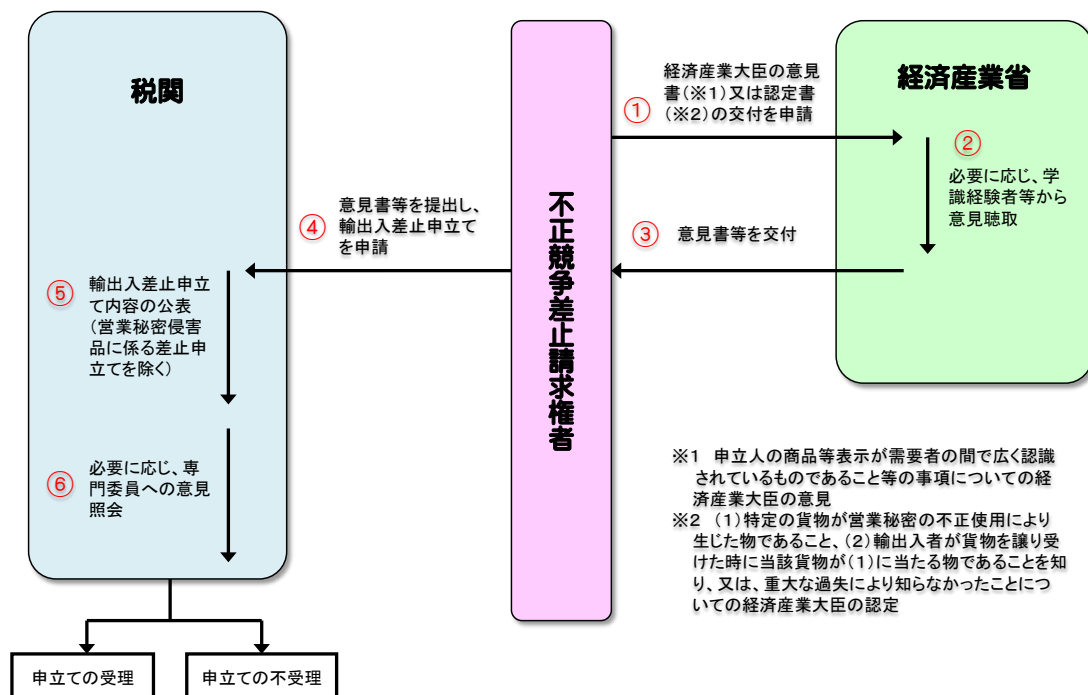 税関
不正競争差止請求権者
経済産業省
①
経済産業大臣の意見
書(※1)又は認定書
(※2)の交付を申請
②
必要に応じ、学
識経験者等から
意見聴取
③
意見書等を交付
④
意見書等を提出し、
輸出入差止申立て
を申請
⑤
輸出入差止申立
て内容の公表
(営業秘密侵害
品に係る差止申
立てを除く)
⑥
必要に応じ、専
門委員への意見
照会
申立ての受理
申立ての不受理
※1 申立人の商品等表示が需要者の間で広く認識
されているものであること等の事項についての経
済産業大臣の意見
※2 (1)特定の貨物が営業秘密の不正使用により
生じた物であること、(2)輸出入者が貨物を譲り受
けた時に当該貨物が(1)に当たる物であることを知
り、又は、重大な過失により知らなかったことにつ
いての経済産業大臣の認定